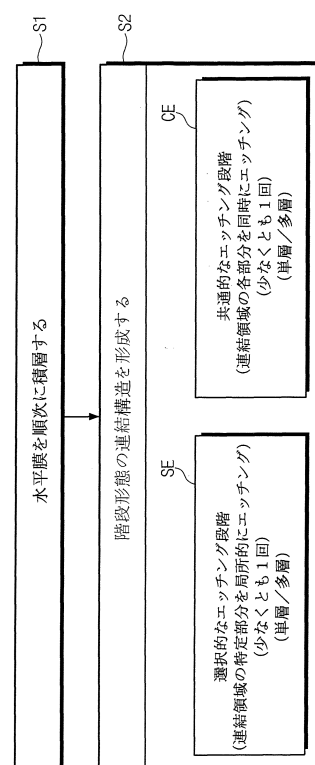 S1
水平膜を順次に積層する
S2
階段形態の連結構造を形成する
SE
選択的なエッチング段階
(連結領域の特定部分を局所的にエッチング)
(少なくとも1回)
(単層/多層)
CE
共通的なエッチング段階
(連結領域の各部分を同時にエッチング)
(少なくとも1回)
(単層/多層)